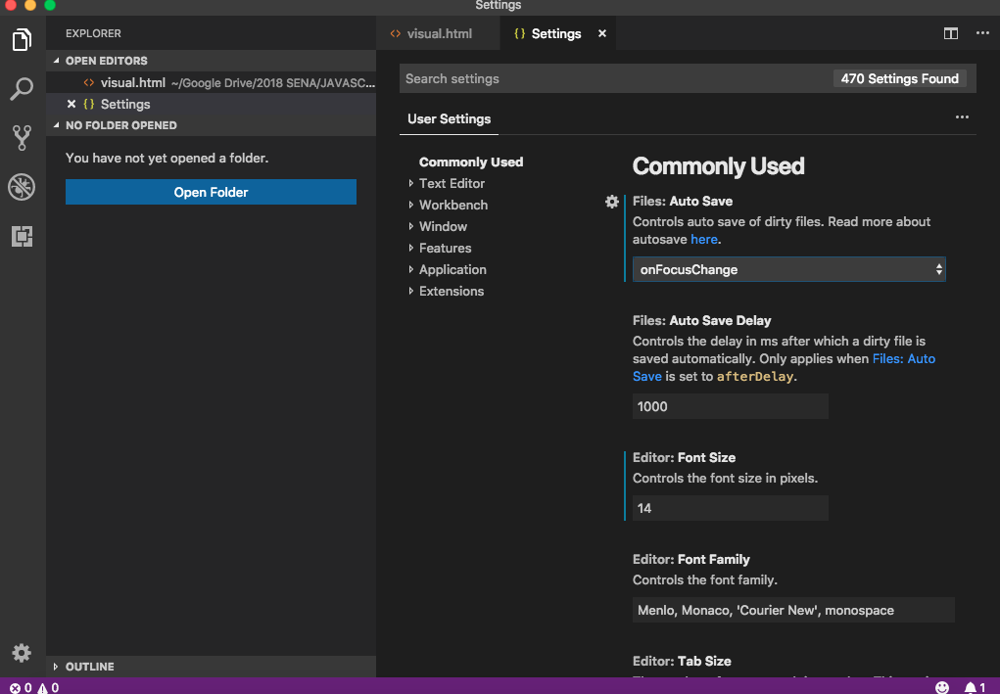 Settings
EXPLORER
OPEN EDITORS
visual.html ~/Google Drive/2018 SENA/JAVASC...
Settings
NO FOLDER OPENED
You have not yet opened a folder.
Open Folder
OUTLINE
0 0
visual.html
{} Settings
Search settings
470 Settings Found
User Settings
Commonly Used
Text Editor
Workbench
Window
Features
Application
Extensions
Commonly Used
Files: Auto Save
Controls auto save of dirty files. Read more about
autosave here.
onFocusChange
Files: Auto Save Delay
Controls the delay in ms after which a dirty file is
saved automatically. Only applies when Files: Auto
Save is set to afterDelay.
1000
Editor: Font Size
Controls the font size in pixels.
14
Editor: Font Family
Controls the font family.
Menlo, Monaco, 'Courier New', monospace
Editor: Tab Size
1